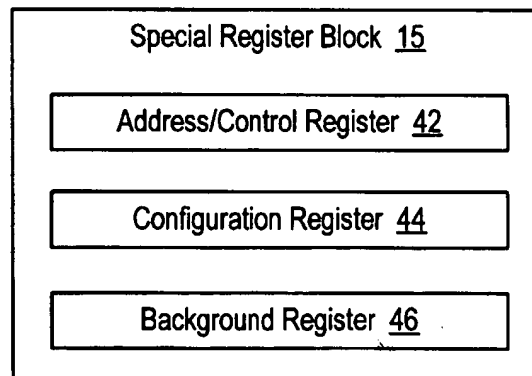 Special Register Block 15
Address/Control Register 42
Configuration Register 44
Background Register 46